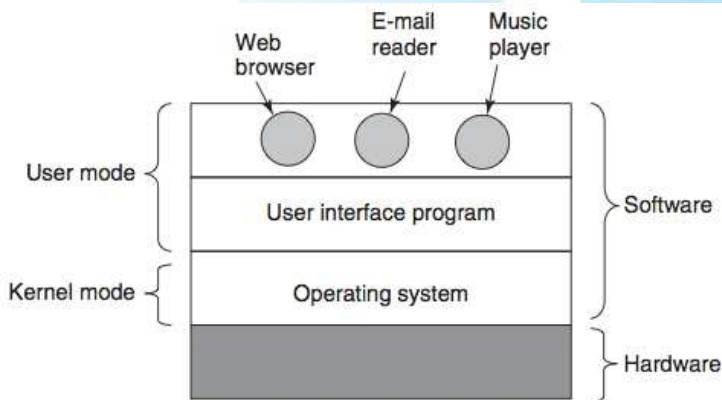 Web
browser
E-mail
reader
Music
player
User mode
User interface program
Software
Kernel mode
Operating system
Hardware